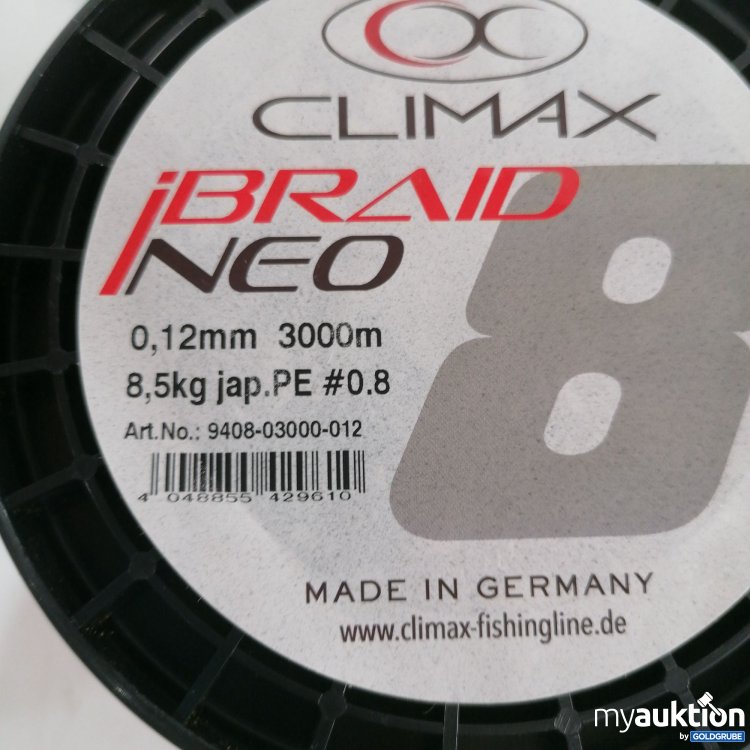 CLIMAX
iBRAID
NEO
8
0,12mm 3000m
8,5kg jap.PE #0.8
Art.No.: 9408-03000-012
4 048855 429610
MADE IN GERMANY
www.climax-fishingline.de
myauktion
by GOLDGRUBE